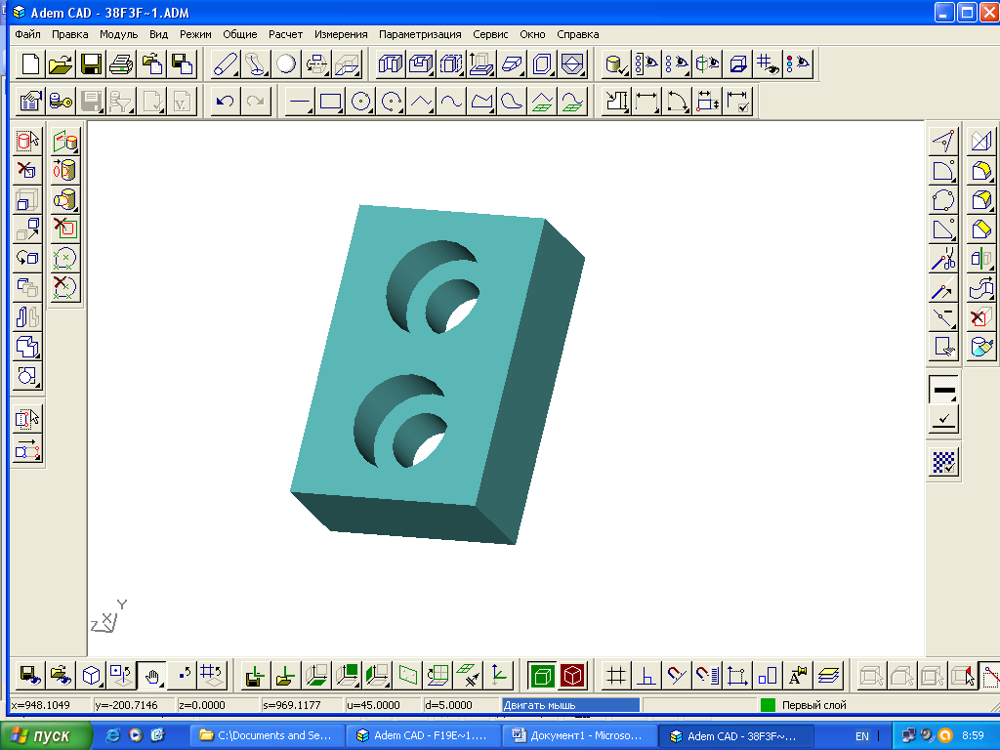 Adem CAD - 38F3F~1.ADM
Файл Правка Модуль Вид Режим Общие Расчет Измерения Параметризация Сервис Окно Справка
Y
X
Z
x=948.1049 y=-200.7146 z=0.0000 s=969.1177 u=45.0000 d=5.0000 Двигать мышь Первый слой
пуск C:\Documents and Se... Adem CAD - F19E~1.... Документ1 - Microso... Adem CAD - 38F3F~... EN 8:59